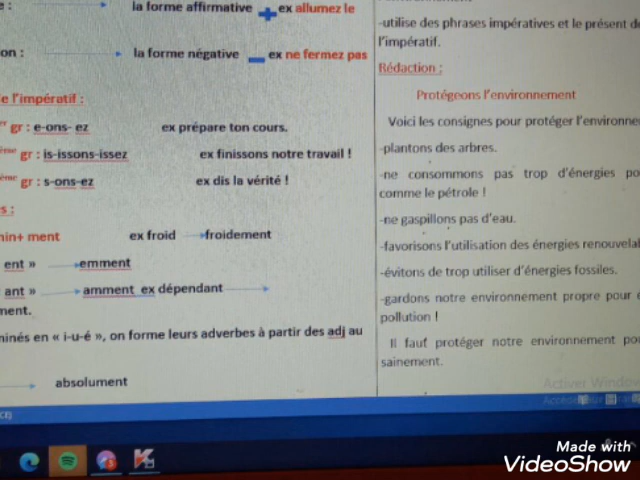 la forme affirmative ex allumez le
on : la forme négative ex ne fermez pas
l'impératif :
gr : e-ons- ez ex prépare ton cours.
gr : is-issons-issez ex finissons notre travail !
gr : s-ons-ez ex dis la vérité !
s :
min+ ment ex froid froidement
ent » emment
ant » amment ex dépendant
ment.
minés en « i-u-é », on forme leurs adverbes à partir des adj au
absolument
-utilise des phrases impératives et le présent de
l'impératif.
Rédaction :
Protégeons l'environnement
Voici les consignes pour protéger l'environne
-plantons des arbres.
-ne consommons pas trop d'énergies po
comme le pétrole !
-ne gaspillons pas d'eau.
-favorisons l'utilisation des énergies renouvelab
-évitons de trop utiliser d'énergies fossiles.
-gardons notre environnement propre pour
pollution !
Il fauf protéger notre environnement po
sainement.
Activer Windo
Made with
VideoShow